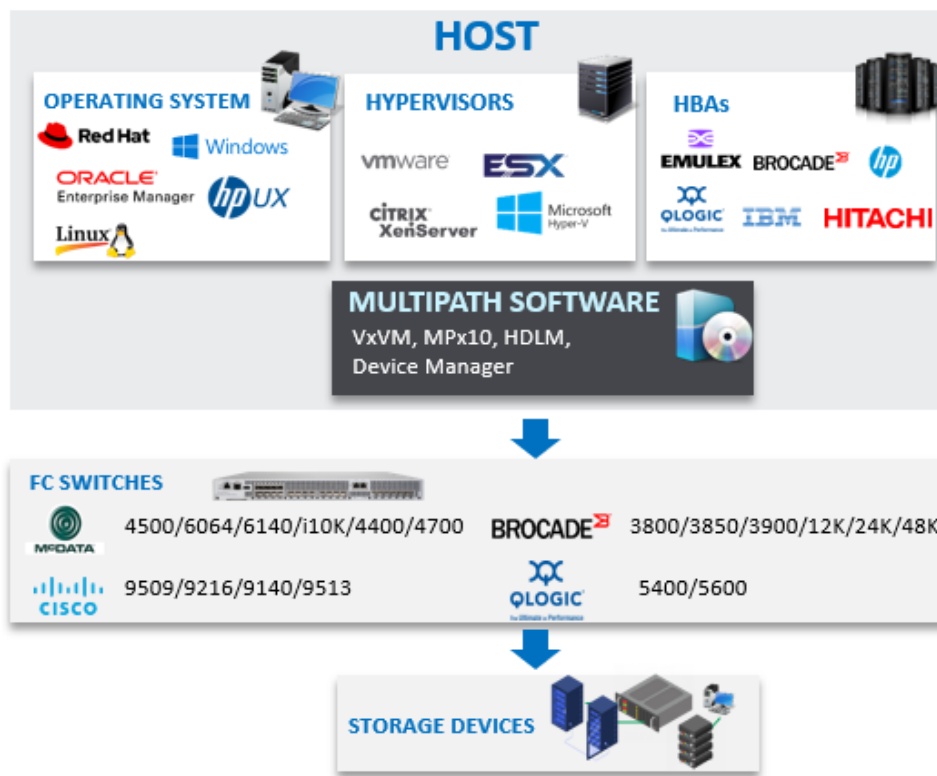 HOST
OPERATING SYSTEM
Red Hat
Windows
ORACLE
Enterprise Manager
hp UX
Linux
HYPERVISORS
vmware
ESX
CITRIX
XenServer
Microsoft
Hyper-V
HBAs
EMULEX
BROCADE
hp
QLOGIC
IBM
HITACHI
MULTIPATH SOFTWARE
VxVM, MPx10, HDLM,
Device Manager
FC SWITCHES
McDATA
4500/6064/6140/i10K/4400/4700
BROCADE
3800/3850/3900/12K/24K/48K
CISCO
9509/9216/9140/9513
QLOGIC
5400/5600
STORAGE DEVICES